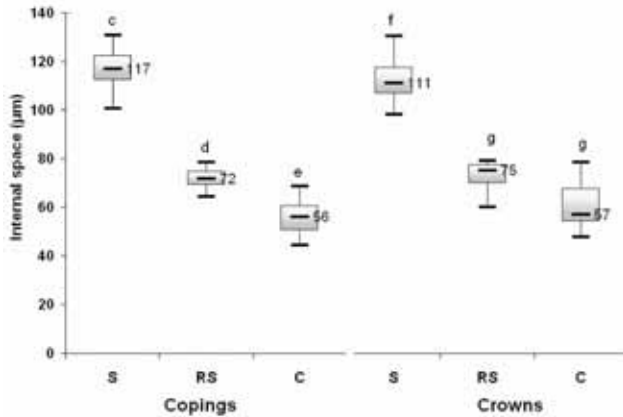 140
120
100
80
60
40
20
0
Internal space (µm)
c
117
d
72
e
56
f
111
g
75
g
57
S RS C S RS C
Copings Crowns